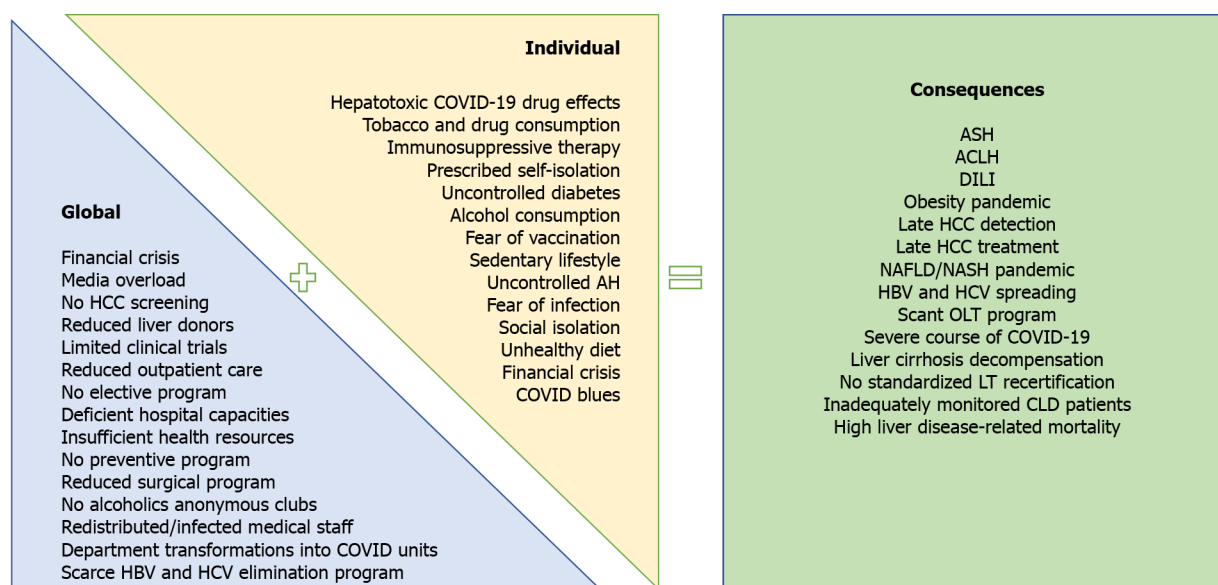 Global
Financial crisis
Media overload
No HCC screening
Reduced liver donors
Limited clinical trials
Reduced outpatient care
No elective program
Deficient hospital capacities
Insufficient health resources
No preventive program
Reduced surgical program
No alcoholics anonymous clubs
Redistributed/infected medical staff
Department transformations into COVID units
Scarce HBV and HCV elimination program
Individual
Hepatotoxic COVID-19 drug effects
Tobacco and drug consumption
Immunosuppressive therapy
Prescribed self-isolation
Uncontrolled diabetes
Alcohol consumption
Fear of vaccination
Sedentary lifestyle
Uncontrolled AH
Fear of infection
Social isolation
Unhealthy diet
Financial crisis
COVID blues
Consequences
ASH
ACLH
DILI
Obesity pandemic
Late HCC detection
Late HCC treatment
NAFLD/NASH pandemic
HBV and HCV spreading
Scant OLT program
Severe course of COVID-19
Liver cirrhosis decompensation
No standardized LT recertification
Inadequately monitored CLD patients
High liver disease-related mortality